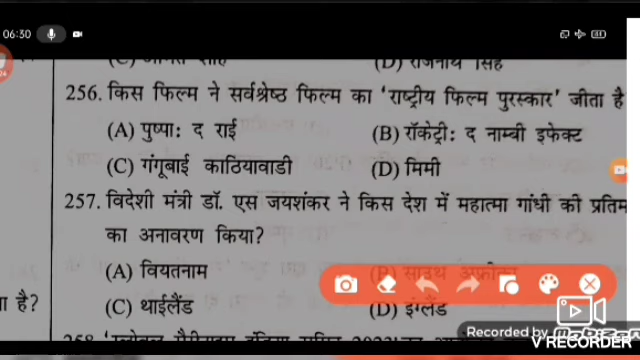 06:30
(D) राजनाथ सिंह
256. किस फिल्म ने सर्वश्रेष्ठ फिल्म का 'राष्ट्रीय फिल्म पुरस्कार' जीता है
(A) पुष्पा: द राई
(B) रॉकेट्री: द नाम्बी इफेक्ट
(C) गंगूबाई काठियावाडी
(D) मिमी
257. विदेशी मंत्री डॉ. एस जयशंकर ने किस देश में महात्मा गांधी की प्रतिम
का अनावरण किया?
(A) वियतनाम
(C) थाईलैंड
(D) इंग्लैंड
ा है?
Recorded by
V RECORDER